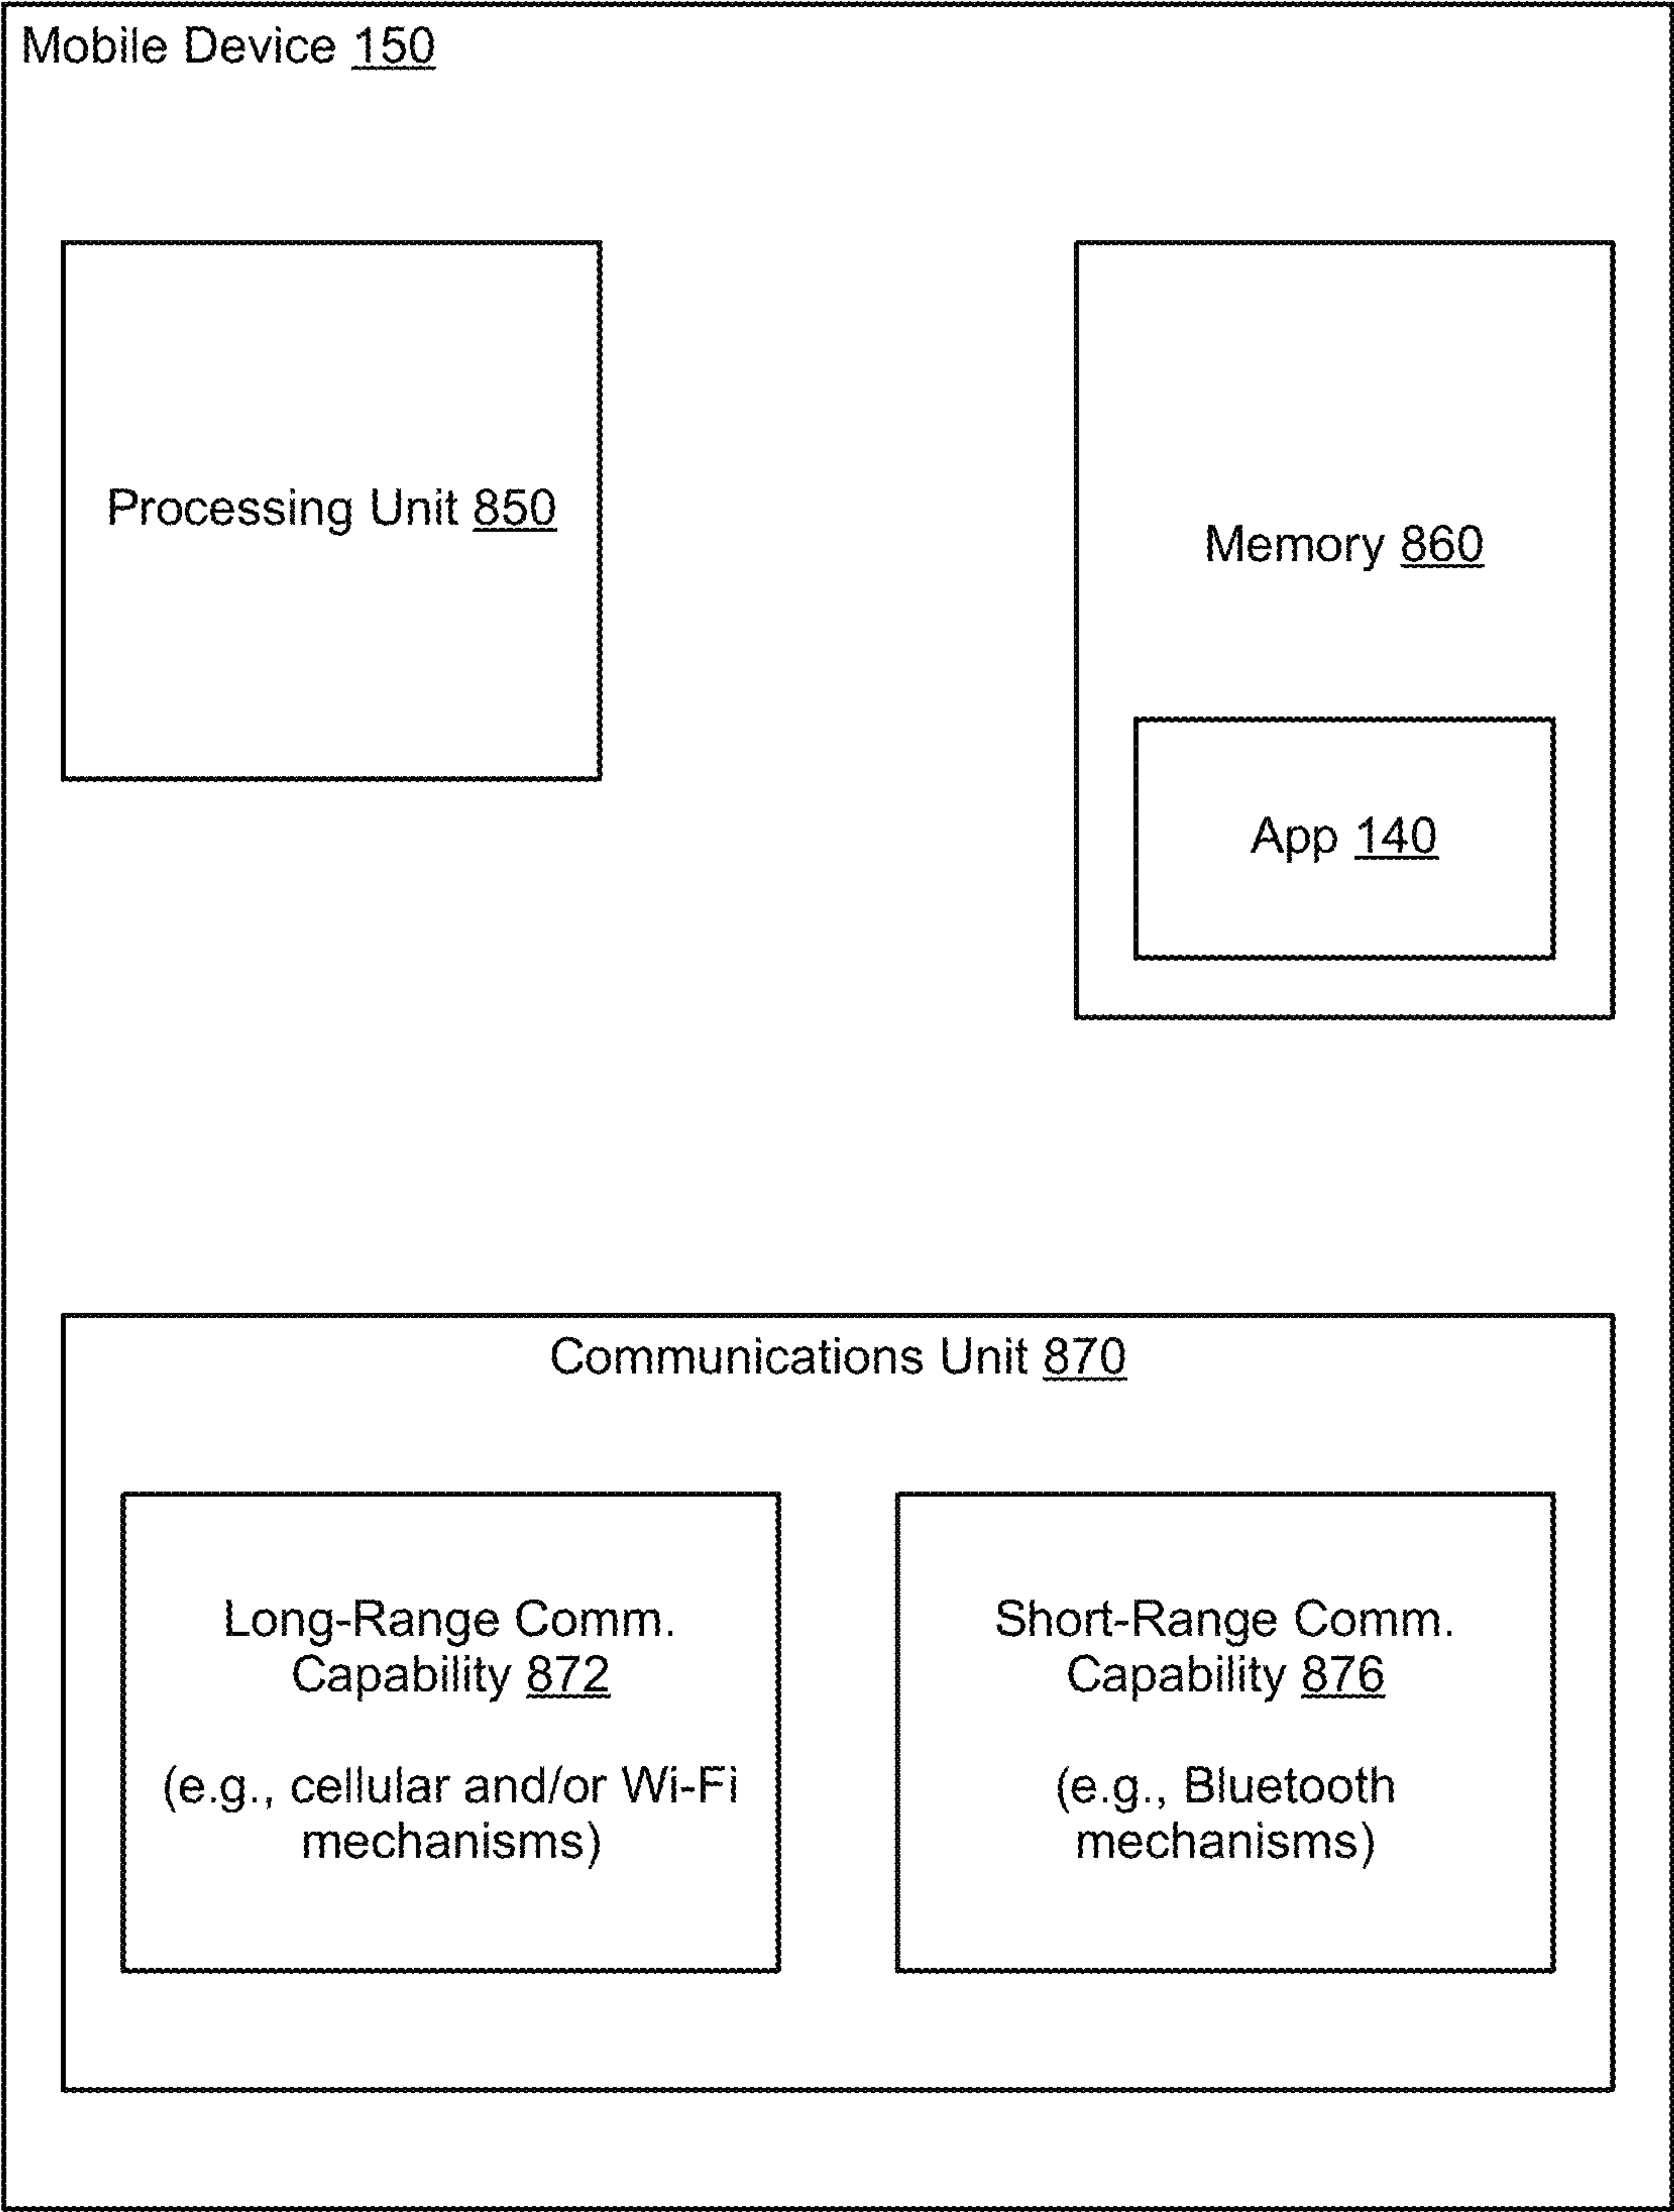 Mobile Device 150
Processing Unit 850
Memory 860
App 140
Communications Unit 870
Long-Range Comm.
Capability 872
(e.g., cellular and/or Wi-Fi
mechanisms)
Short-Range Comm.
Capability 876
(e.g., Bluetooth
mechanisms)